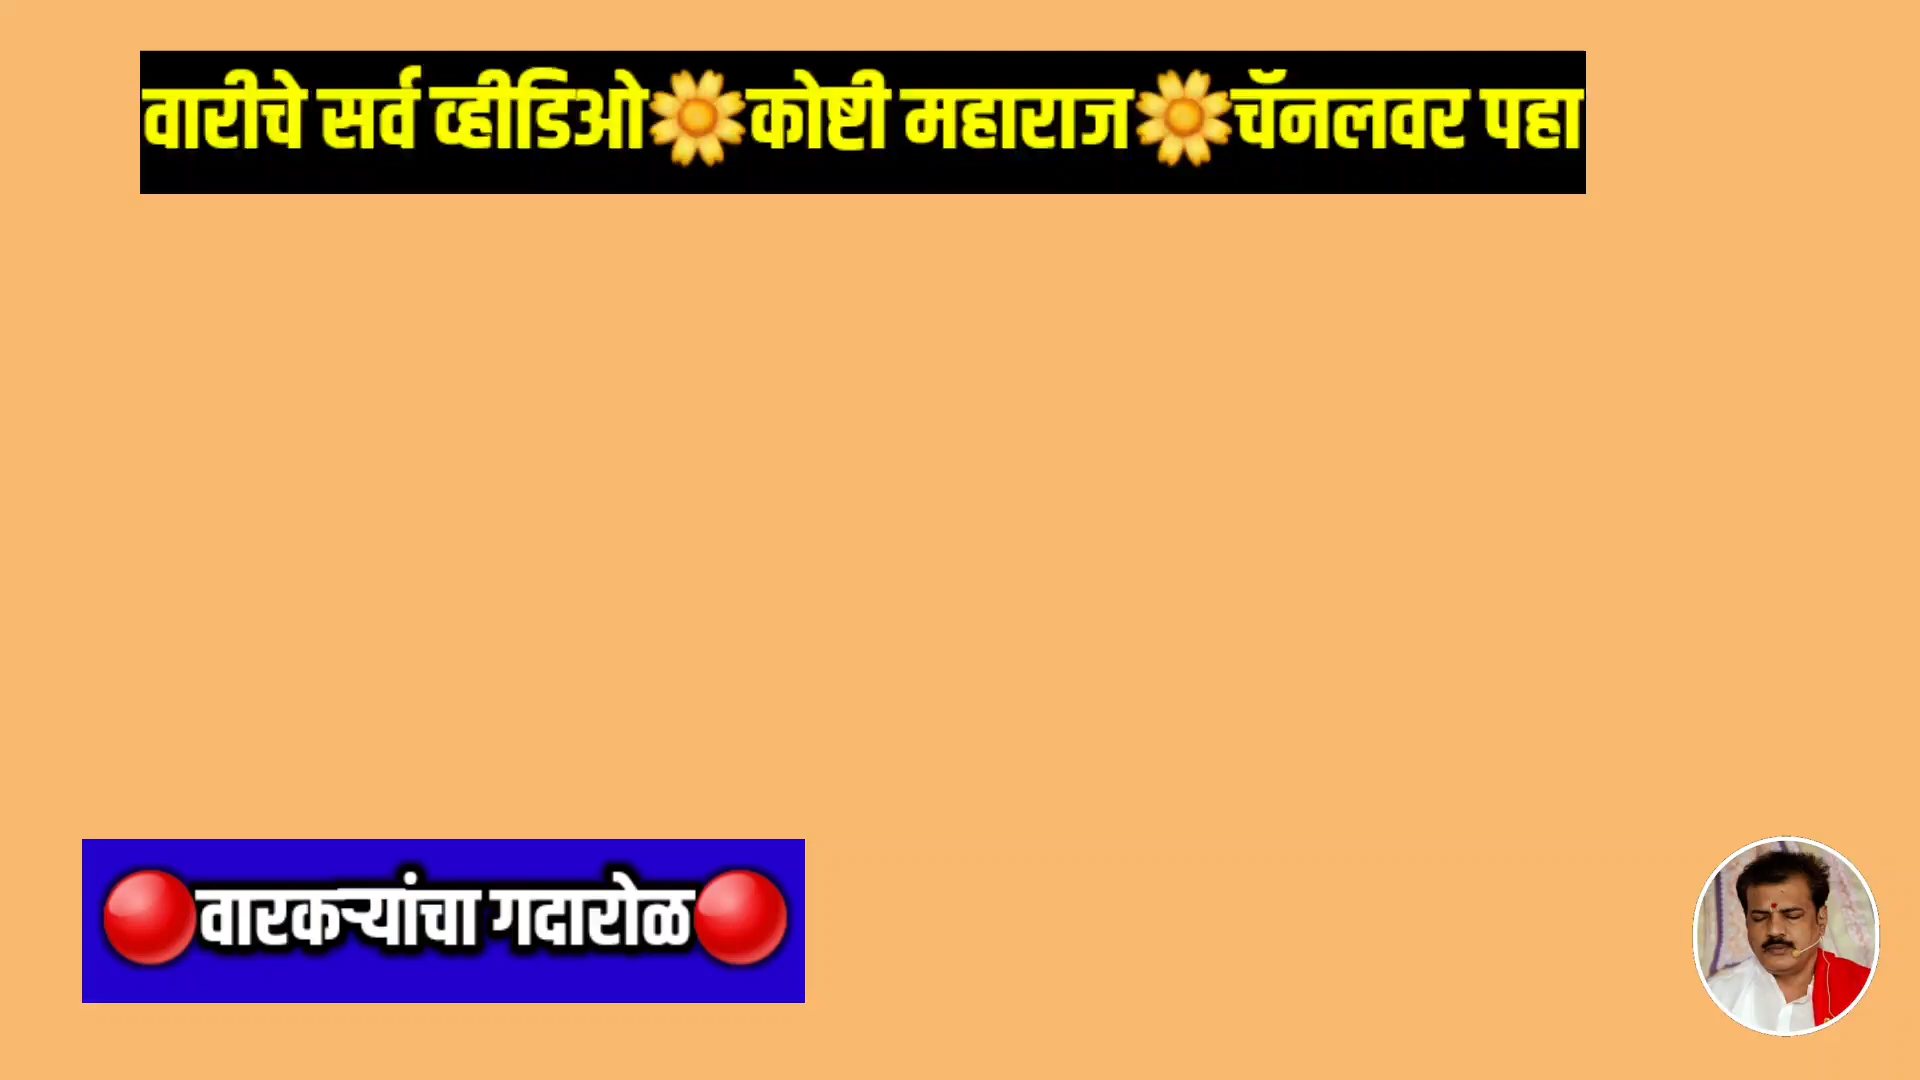 वारीचे सर्व व्हीडिओ🌼कोष्टी महाराज🌼चॅनलवर पहा
🔴वारकऱ्यांचा गदारोळ🔴